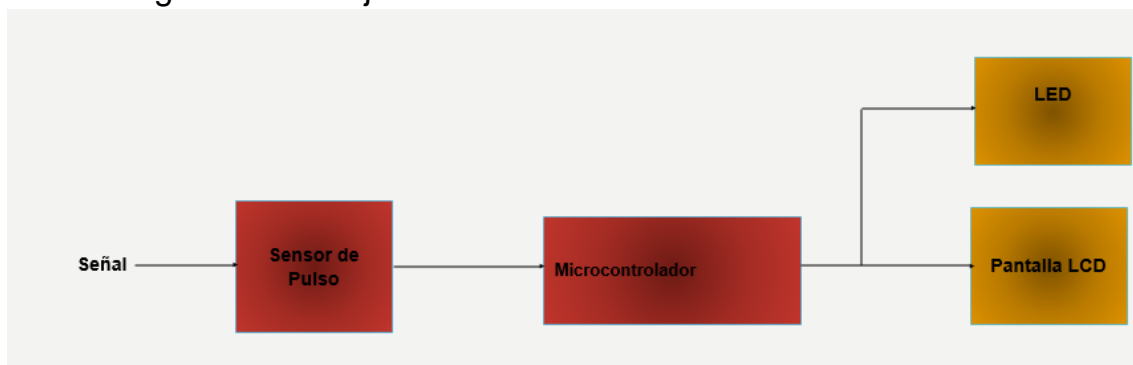 LED
Señal
Sensor de
Pulso
Microcontrolador
Pantalla LCD